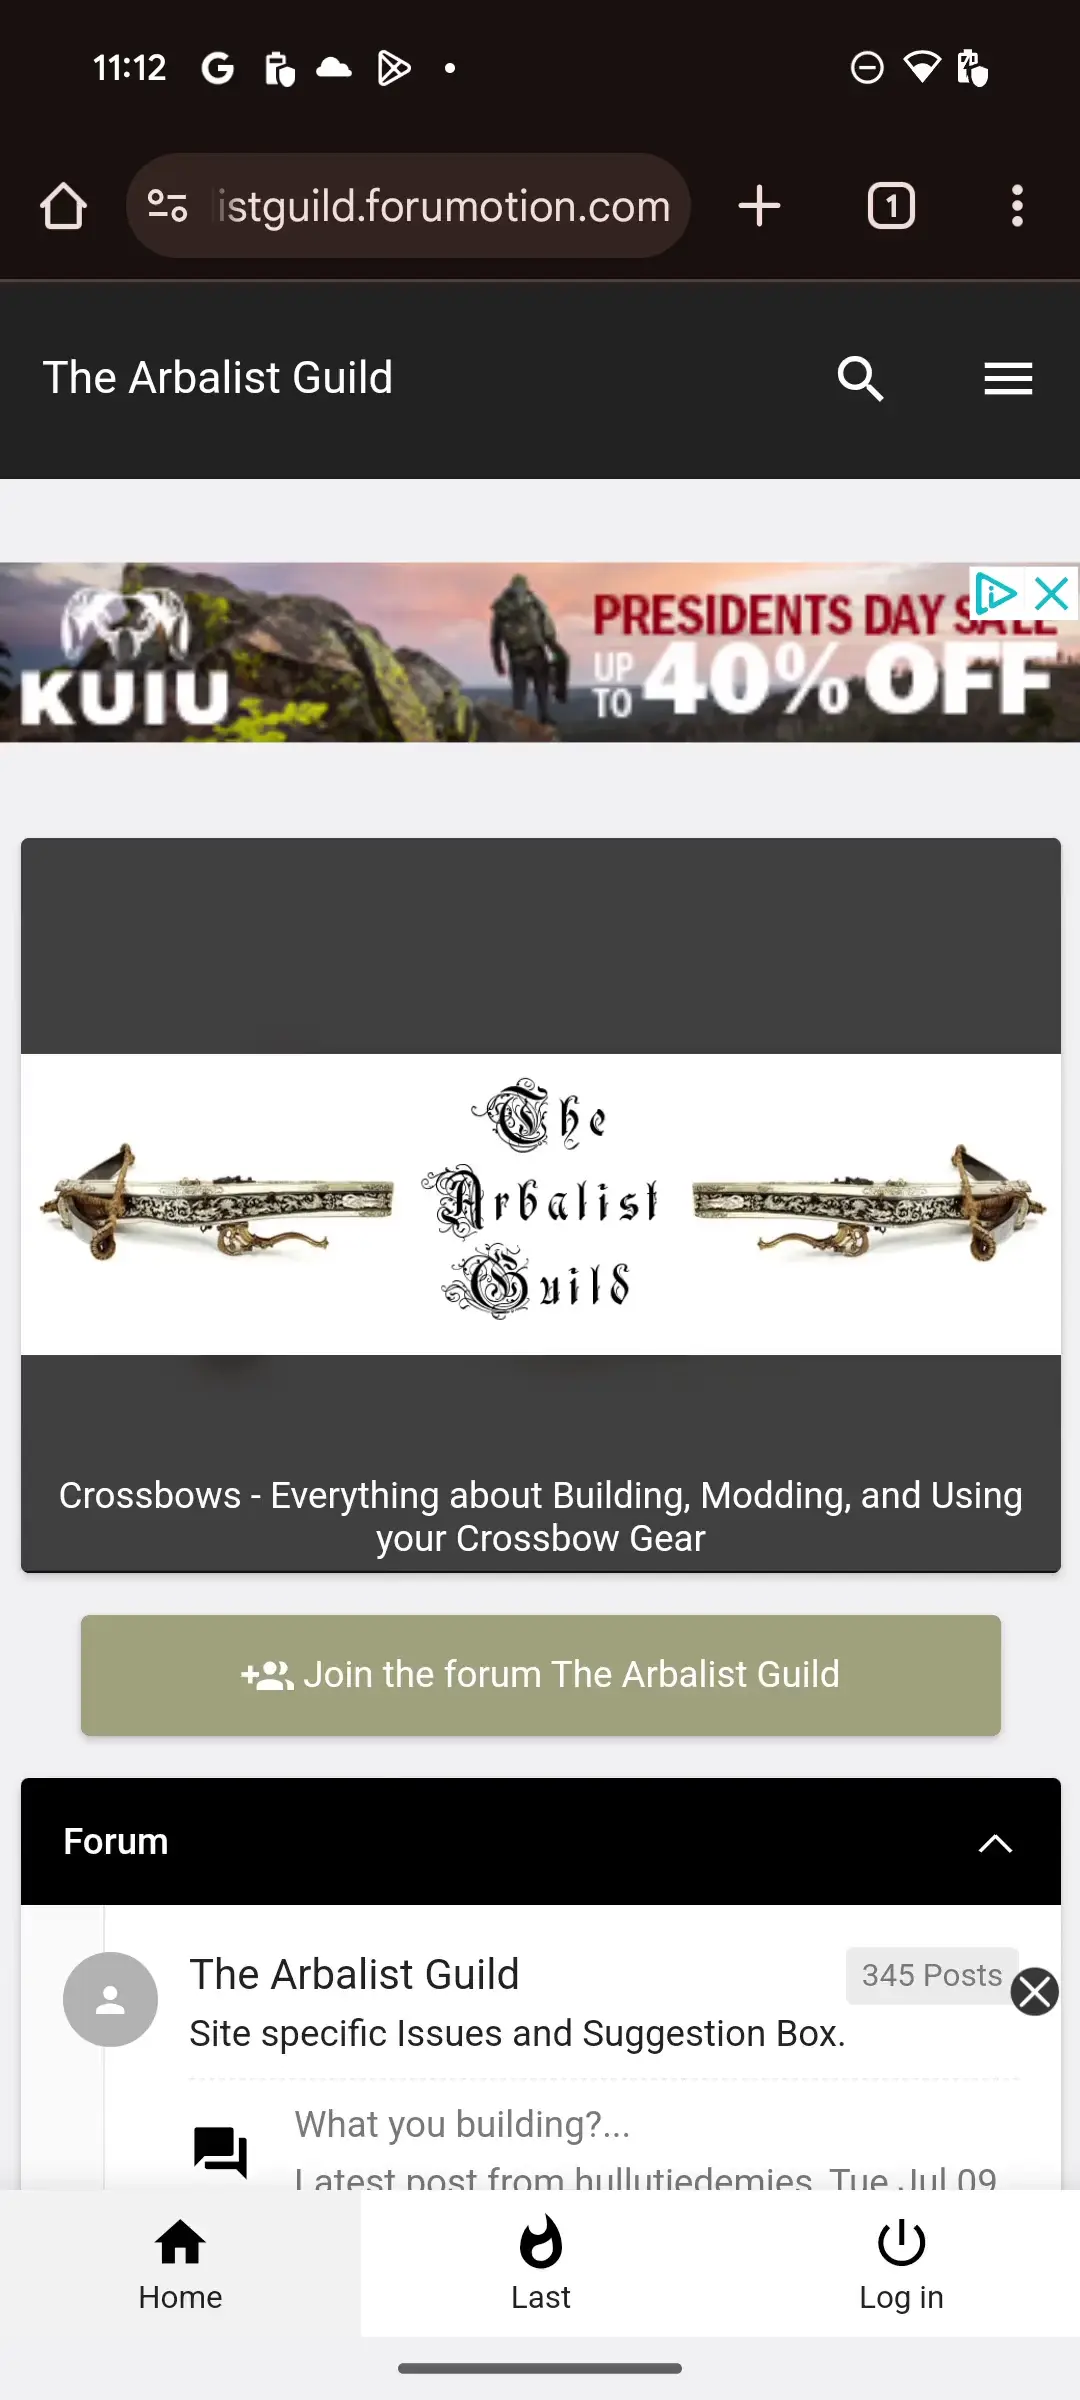 11:12
istguild.forumotion.com
1
The Arbalist Guild
KUIU
PRESIDENTS DAY SALE
UP TO 40% OFF
The
Arbalist
Guild
Crossbows - Everything about Building, Modding, and Using
your Crossbow Gear
Join the forum The Arbalist Guild
Forum
The Arbalist Guild
345 Posts
Site specific Issues and Suggestion Box.
What you building?...
Latest post from hullutiedemies, Tue Jul 09
Home
Last
Log in